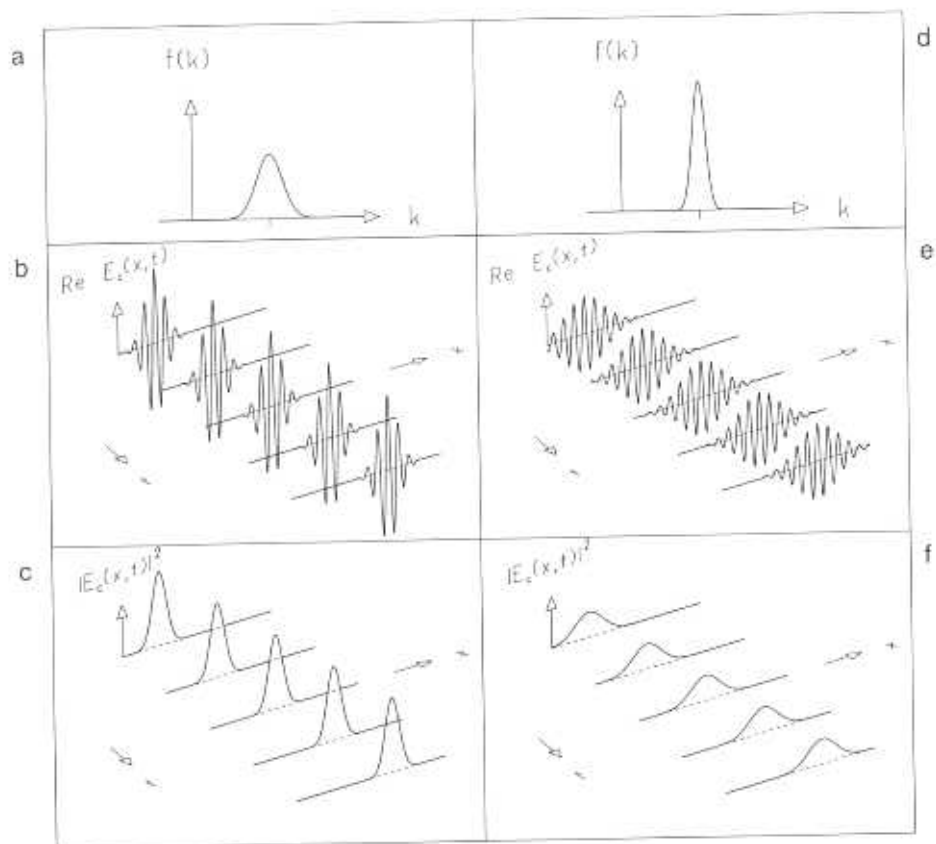 a
f(k)
k
d
f(k)
k
b
Re E_c(x,t)
x
t
e
Re E_c(x,t)
x
t
c
|E_c(x,t)|²
x
t
f
|E_c(x,t)|²
x
t